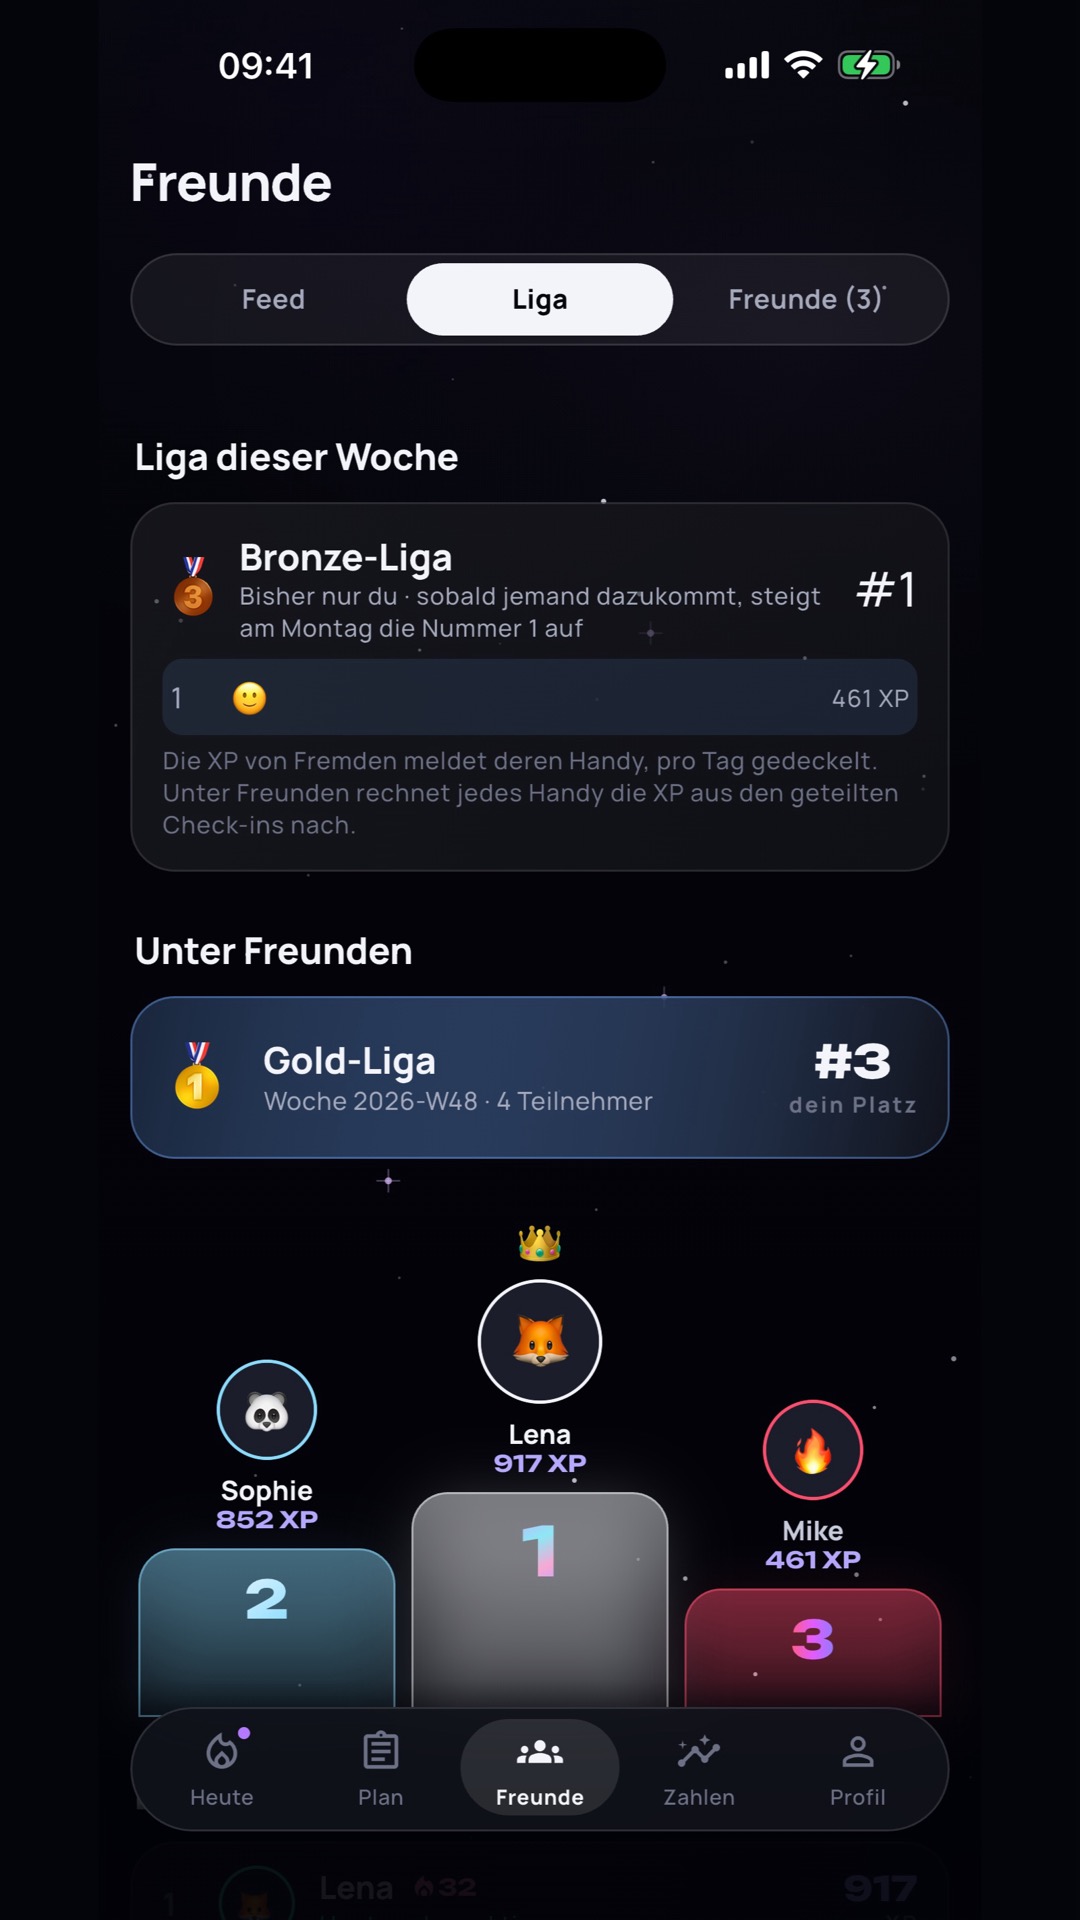 09:41
Freunde
Feed
Liga
Freunde (3)
Liga dieser Woche
Bronze-Liga
Bisher nur du · sobald jemand dazukommt, steigt
am Montag die Nummer 1 auf
#1
1
461 XP
Die XP von Fremden meldet deren Handy, pro Tag gedeckelt.
Unter Freunden rechnet jedes Handy die XP aus den geteilten
Check-ins nach.
Unter Freunden
Gold-Liga
Woche 2026-W48 · 4 Teilnehmer
#3
dein Platz
Lena
917 XP
Sophie
852 XP
Mike
461 XP
1
2
3
Heute
Plan
Freunde
Zahlen
Profil
1
Lena
32
917